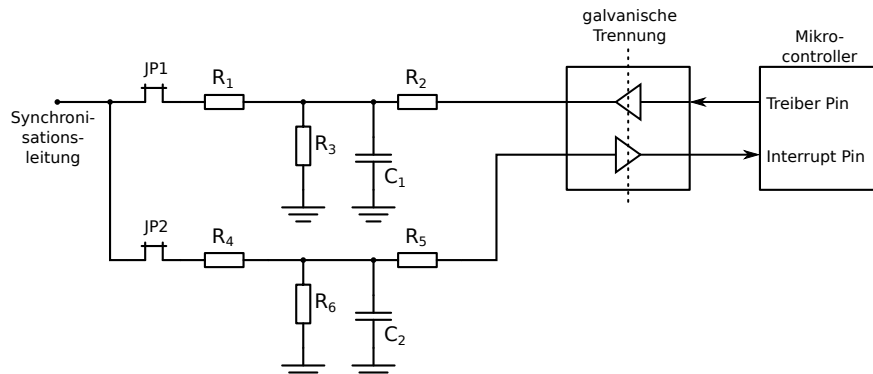 galvanische
Trennung
Mikro-
controller
JP1
R1
R2
Treiber Pin
Synchroni-
sations-
leitung
R3
C1
Interrupt Pin
JP2
R4
R5
R6
C2